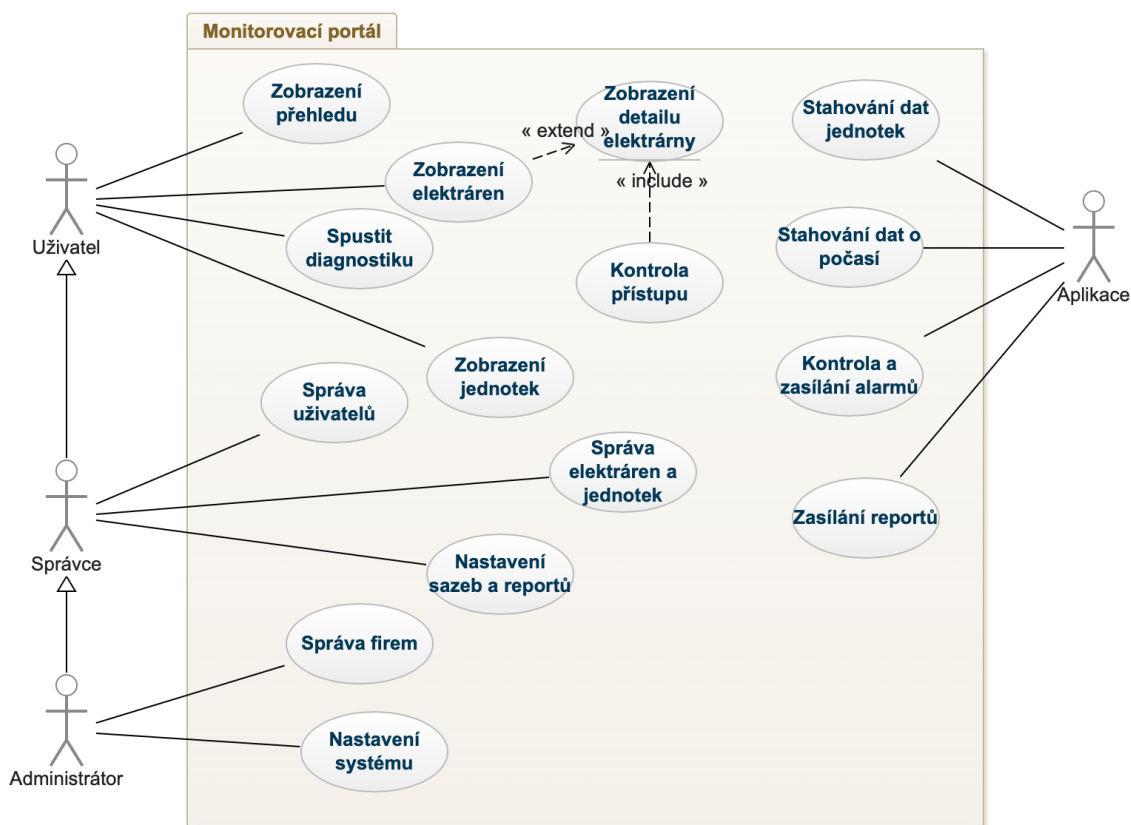 Monitorovací portál
Zobrazení
přehledu
Zobrazení
detailu
elektrárny
« extend »
Stahování dat
jednotek
Zobrazení
elektráren
« include »
Uživatel
Spustit
diagnostiku
Stahování dat o
počasí
Kontrola
přístupu
Aplikace
Zobrazení
jednotek
Kontrola a
zasílání alarmů
Správa
uživatelů
Správa
elektráren a
jednotek
Zasílání reportů
Správce
Nastavení
sazeb a reportů
Správa firem
Nastavení
systému
Administrátor